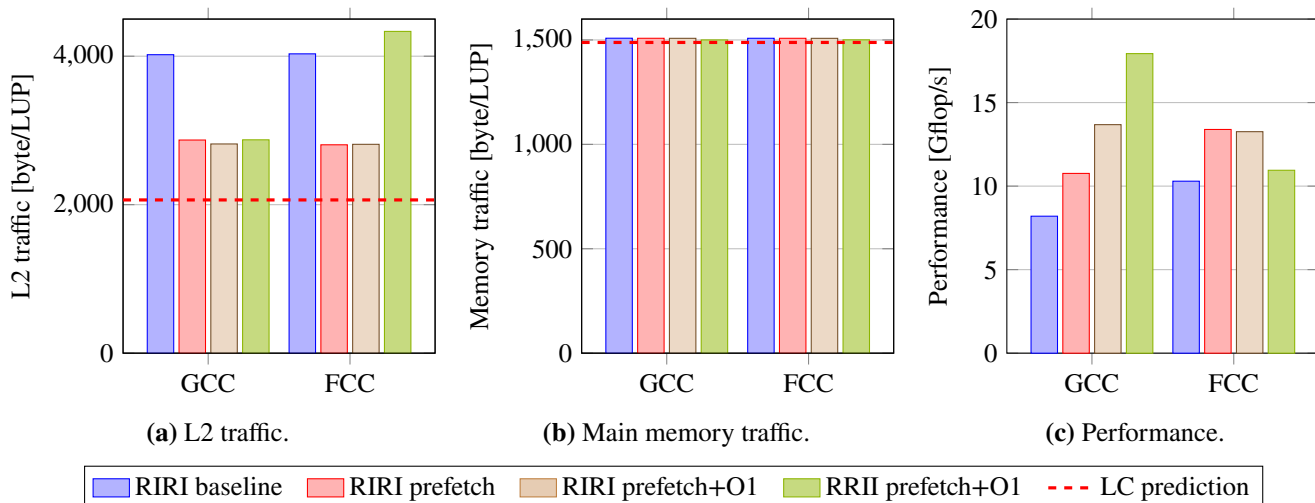 L2 traffic [byte/LUP]
4,000
2,000
0
GCC
FCC
(a) L2 traffic.
Memory traffic [byte/LUP]
1,500
1,000
500
0
GCC
FCC
(b) Main memory traffic.
Performance [Gflop/s]
20
15
10
5
0
GCC
FCC
(c) Performance.
RIRI baseline
RIRI prefetch
RIRI prefetch+O1
RRII prefetch+O1
LC prediction